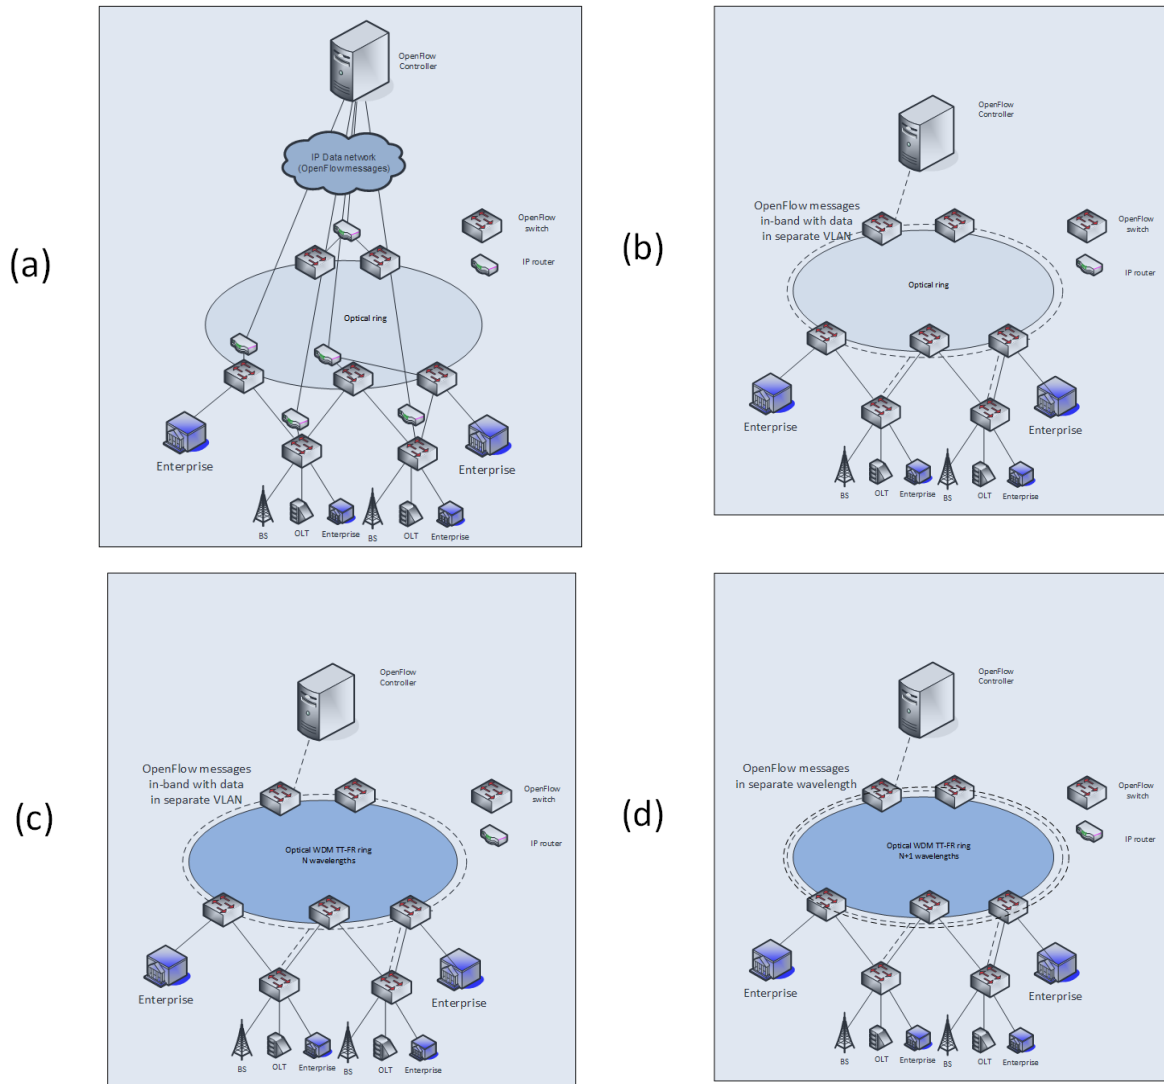 (a)
OpenFlow
Controller
IP Data network
(OpenFlow messages)
OpenFlow
switch
IP router
Optical ring
Enterprise
Enterprise
BS
OLT
Enterprise
BS
OLT
Enterprise
(b)
OpenFlow
Controller
OpenFlow messages
in-band with data
in separate VLAN
OpenFlow
switch
IP router
Optical ring
Enterprise
Enterprise
BS
OLT
Enterprise
BS
OLT
Enterprise
(c)
OpenFlow
Controller
OpenFlow messages
in-band with data
in separate VLAN
OpenFlow
switch
IP router
Optical WDM TT-FR ring
N wavelengths
Enterprise
Enterprise
BS
OLT
Enterprise
BS
OLT
Enterprise
(d)
OpenFlow
Controller
OpenFlow messages
in separate wavelength
OpenFlow
switch
IP router
Optical WDM TT-FR ring
N+1 wavelengths
Enterprise
Enterprise
BS
OLT
Enterprise
BS
OLT
Enterprise